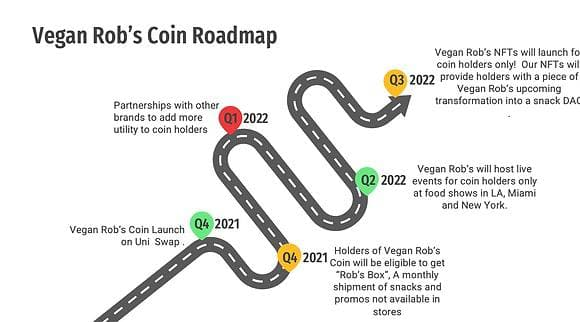 Vegan Rob's Coin Roadmap
Vegan Rob's Coin Launch
on Uni Swap .
Q4 2021
Q4 2021
Holders of Vegan Rob's
Coin will be eligible to get
"Rob's Box", A monthly
shipment of snacks and
promos not available in
stores
Partnerships with other
brands to add more
utility to coin holders
Q1 2022
Q2 2022
Vegan Rob's will host live
events for coin holders only
at food shows in LA, Miami
and New York.
Q3 2022
Vegan Rob's NFTs will launch fo
coin holders only! Our NFTs wil
provide holders with a piece of
Vegan Rob's upcoming
transformation into a snack DAO
.